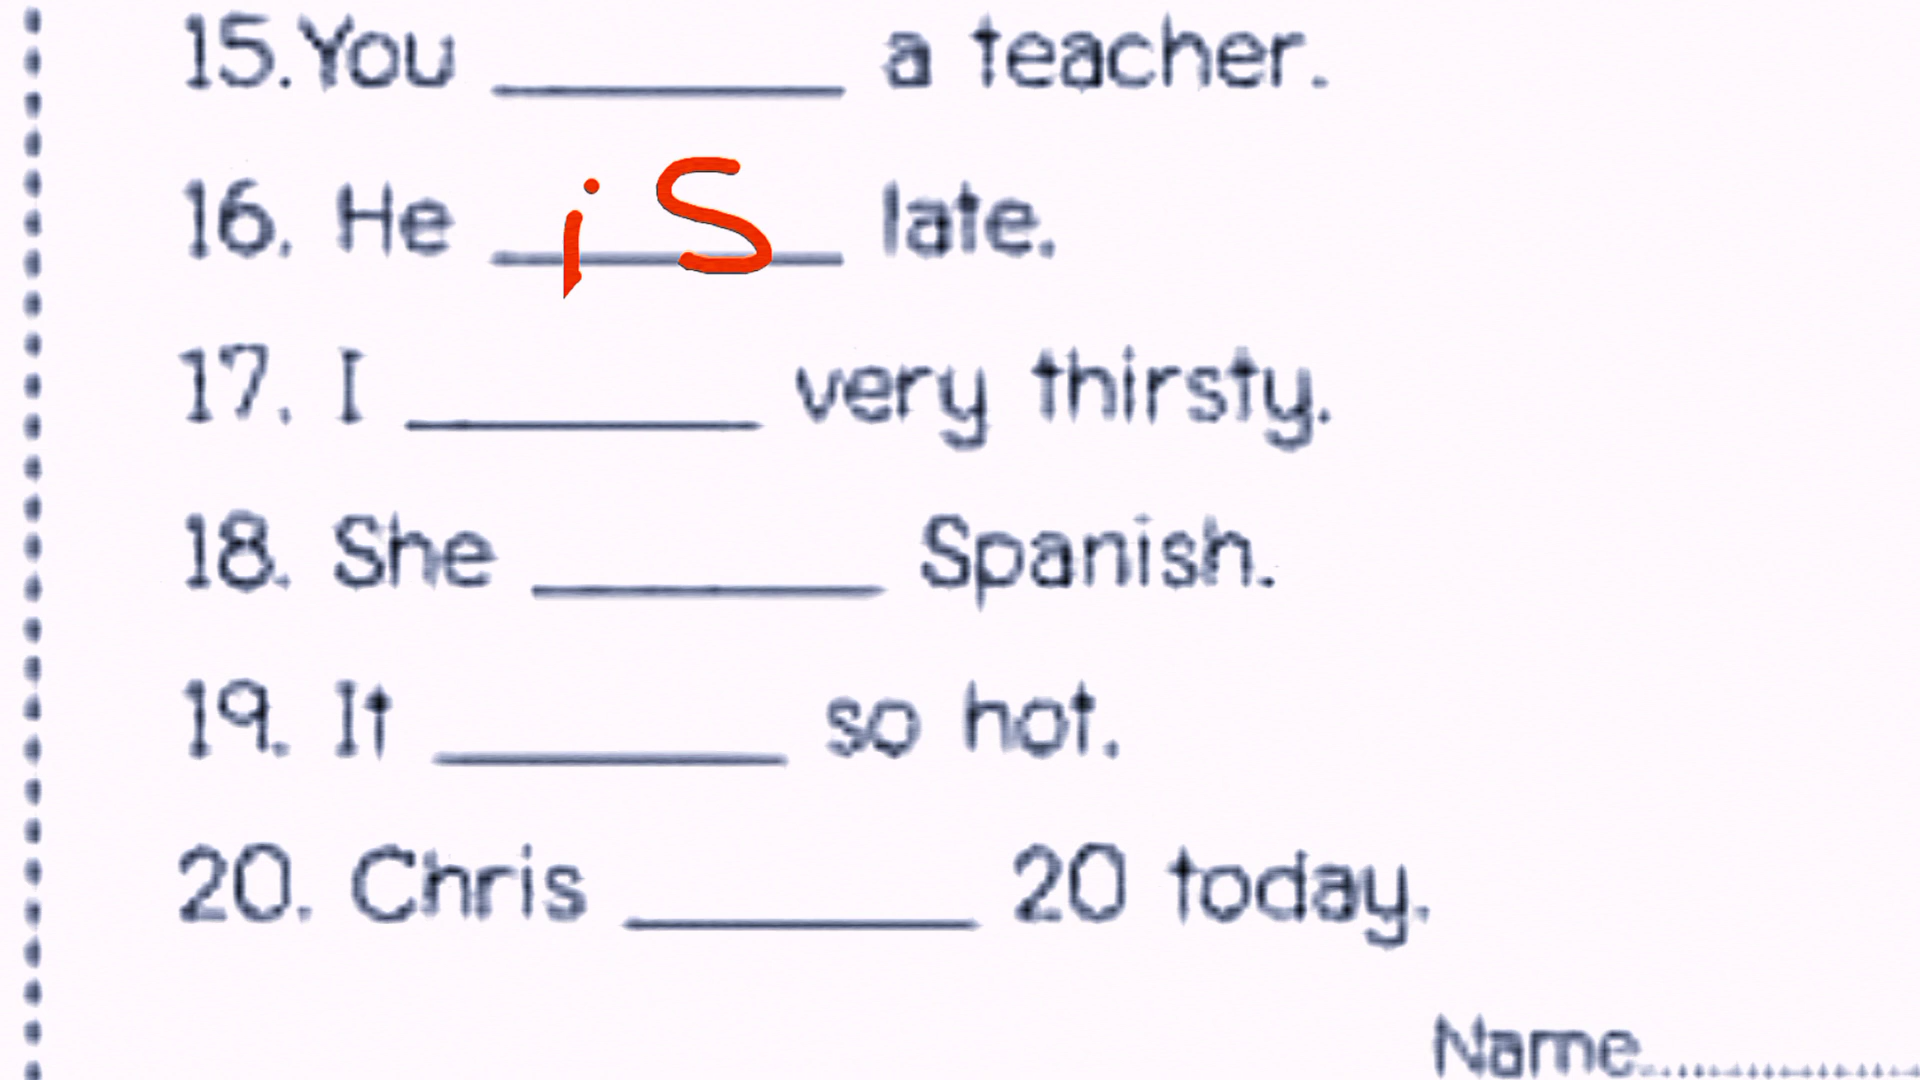 15. You ________ a teacher.
16. He is late.
17. I ________ very thirsty.
18. She ________ Spanish.
19. It ________ so hot.
20. Chris ________ 20 today.
Name....................